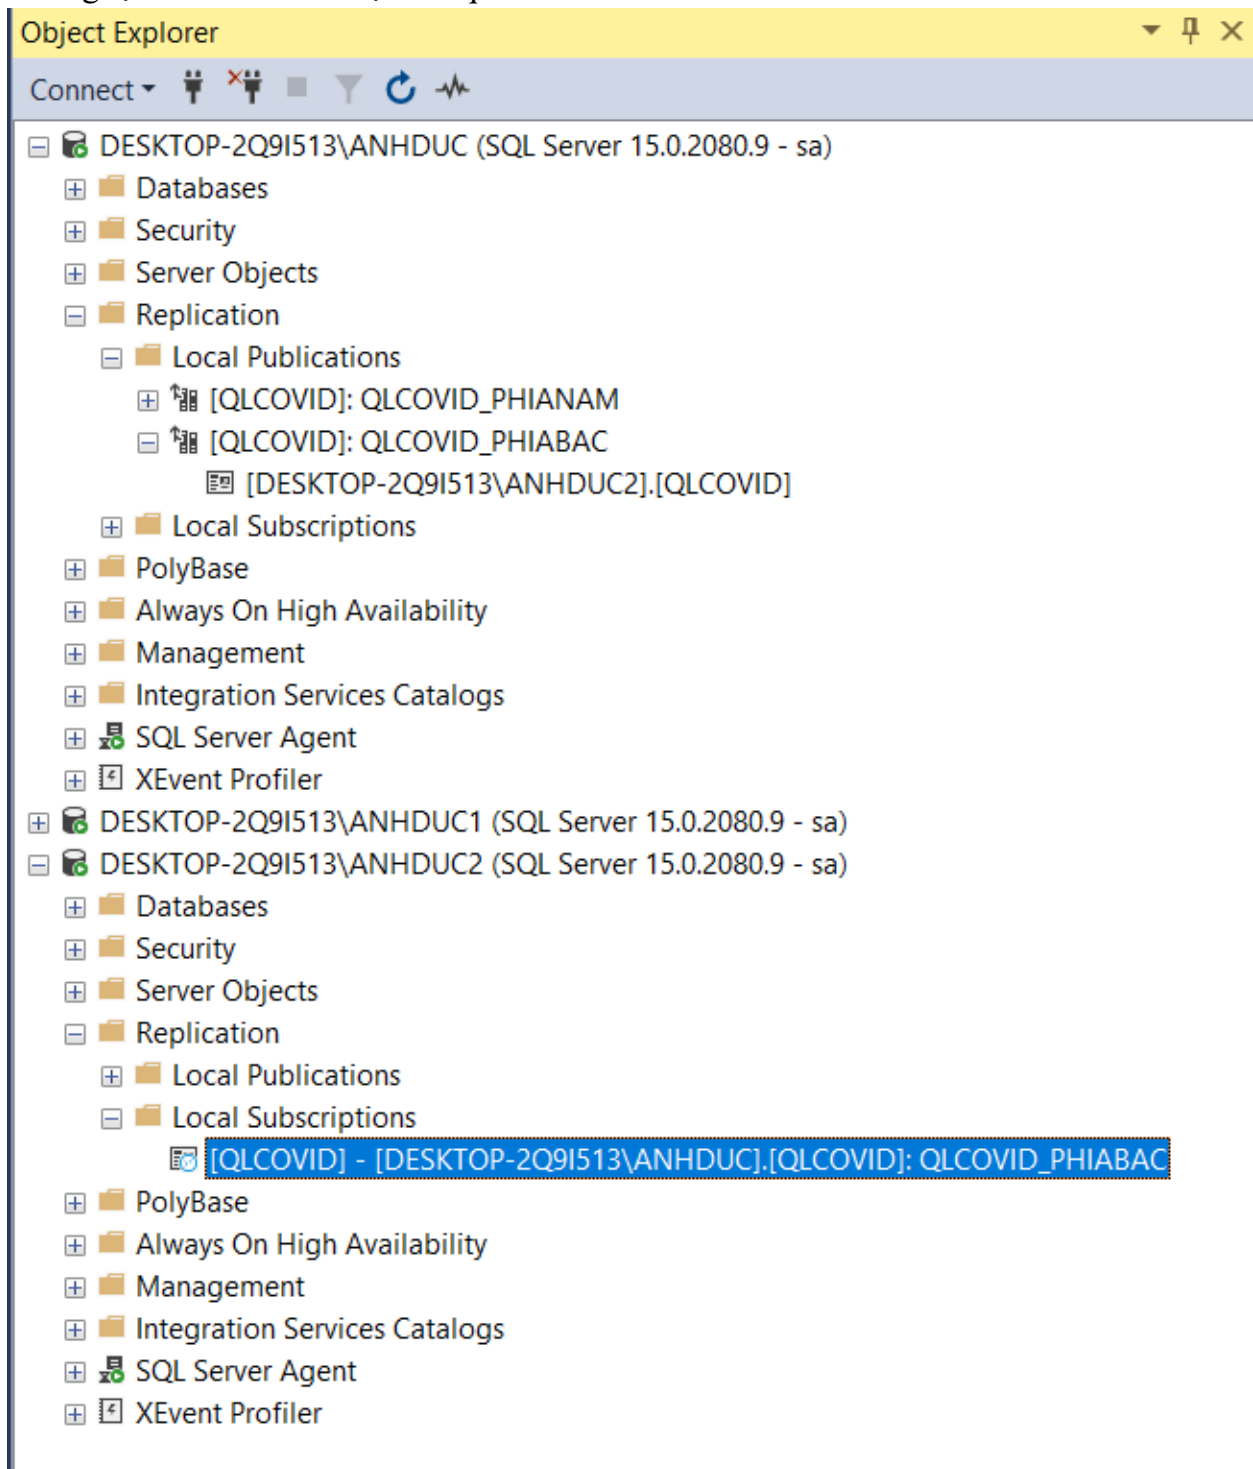 Object Explorer
Connect
DESKTOP-2Q9I513\ANHDUC (SQL Server 15.0.2080.9 - sa)
Databases
Security
Server Objects
Replication
Local Publications
[QLCOVID]: QLCOVID_PHIANAM
[QLCOVID]: QLCOVID_PHIABAC
[DESKTOP-2Q9I513\ANHDUC2].[QLCOVID]
Local Subscriptions
PolyBase
Always On High Availability
Management
Integration Services Catalogs
SQL Server Agent
XEvent Profiler
DESKTOP-2Q9I513\ANHDUC1 (SQL Server 15.0.2080.9 - sa)
DESKTOP-2Q9I513\ANHDUC2 (SQL Server 15.0.2080.9 - sa)
Databases
Security
Server Objects
Replication
Local Publications
Local Subscriptions
[QLCOVID] - [DESKTOP-2Q9I513\ANHDUC].[QLCOVID]: QLCOVID_PHIABAC
PolyBase
Always On High Availability
Management
Integration Services Catalogs
SQL Server Agent
XEvent Profiler